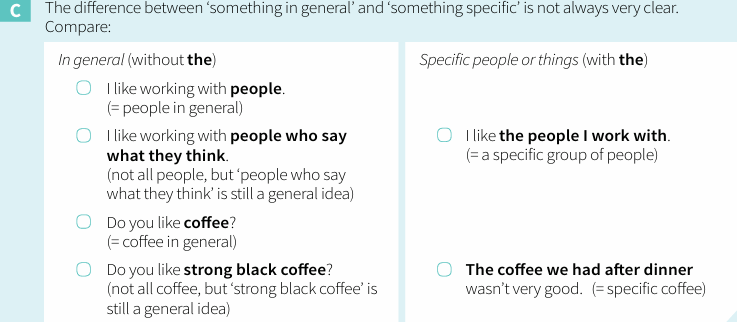 C
The difference between ‘something in general’ and ‘something specific’ is not always very clear.
Compare:
In general (without the)
I like working with people.
(= people in general)
I like working with people who say
what they think.
(not all people, but ‘people who say
what they think’ is still a general idea)
Do you like coffee?
(= coffee in general)
Do you like strong black coffee?
(not all coffee, but ‘strong black coffee’ is
still a general idea)
Specific people or things (with the)
I like the people I work with.
(= a specific group of people)
The coffee we had after dinner
wasn’t very good. (= specific coffee)